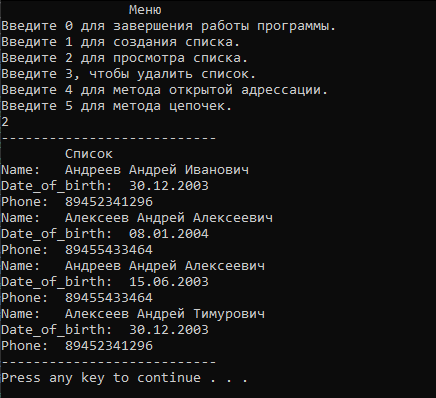 Меню
Введите 0 для завершения работы программы.
Введите 1 для создания списка.
Введите 2 для просмотра списка.
Введите 3, чтобы удалить список.
Введите 4 для метода открытой адрессации.
Введите 5 для метода цепочек.
2
---------------------------
Список
Name: Андреев Андрей Иванович
Date_of_birth: 30.12.2003
Phone: 89452341296
Name: Алексеев Андрей Алексеевич
Date_of_birth: 08.01.2004
Phone: 89455433464
Name: Андреев Андрей Алексеевич
Date_of_birth: 15.06.2003
Phone: 89455433464
Name: Алексеев Андрей Тимурович
Date_of_birth: 30.12.2003
Phone: 89452341296
---------------------------
Press any key to continue . . .